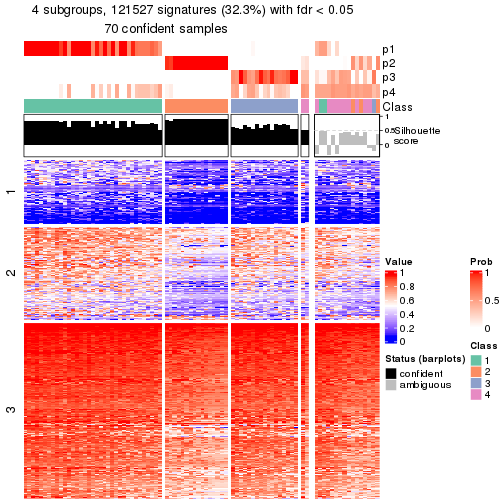 4 subgroups, 121527 signatures (32.3%) with fdr < 0.05
70 confident samples
p1
p2
p3
p4
Class
1
0.5
0
Silhouette
score
1
2
3
Value
1
0.8
0.6
0.4
0.2
0
Status (barplots)
confident
ambiguous
Prob
1
0.5
0
Class
1
2
3
4